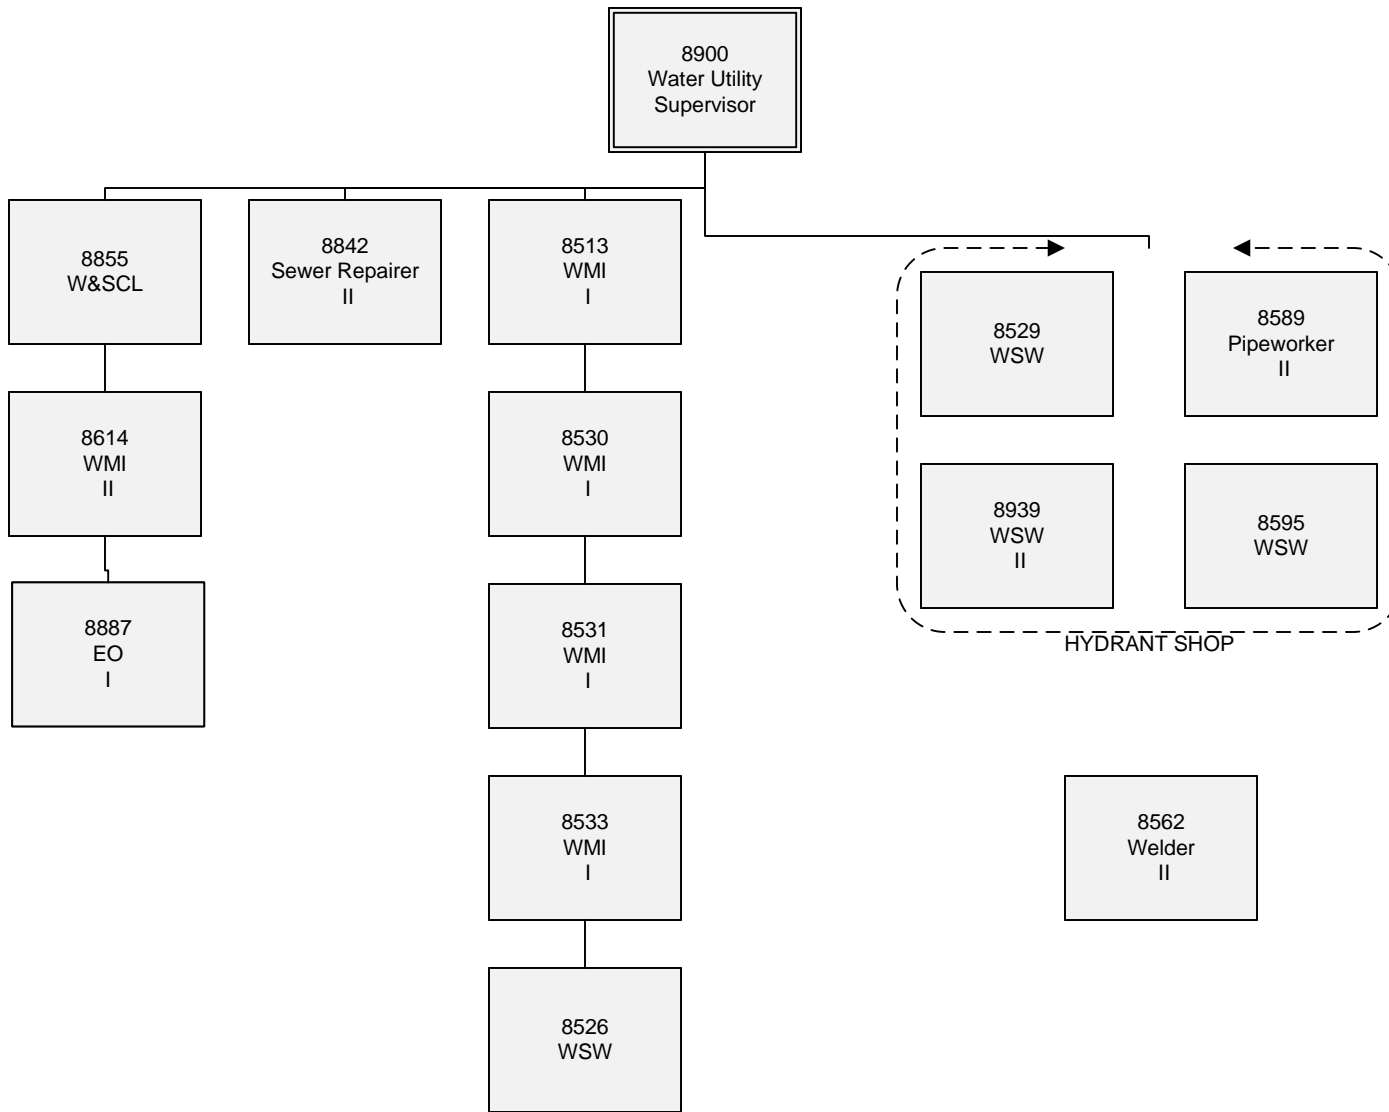 8900
Water Utility
Supervisor
8855
W&SCL
8842
Sewer Repairer
II
8513
WMI
I
8529
WSW
8589
Pipeworker
II
8614
WMI
II
8530
WMI
I
8939
WSW
II
8595
WSW
8887
EO
I
8531
WMI
I
HYDRANT SHOP
8533
WMI
I
8562
Welder
II
8526
WSW